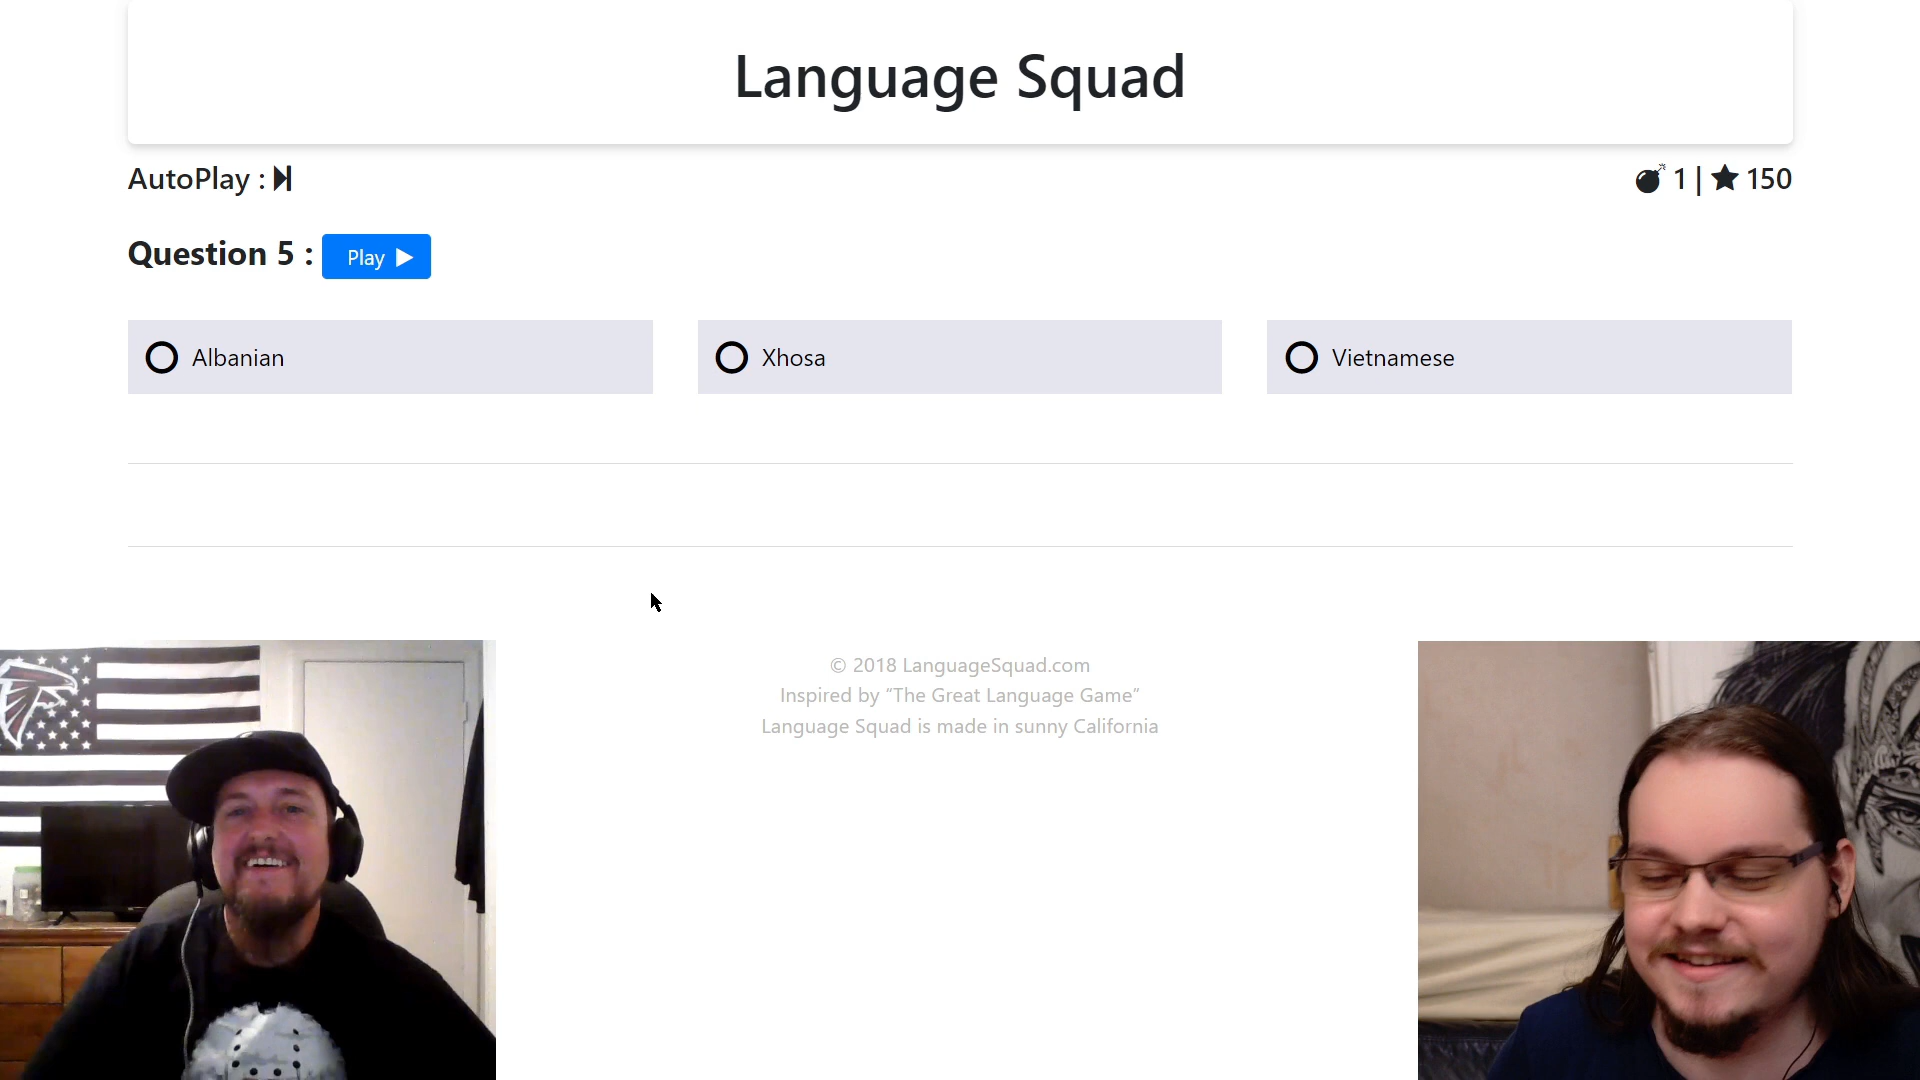 Language Squad
AutoPlay :
1 | 150
Question 5 : Play
Albanian
Xhosa
Vietnamese
© 2018 LanguageSquad.com
Inspired by “The Great Language Game”
Language Squad is made in sunny California